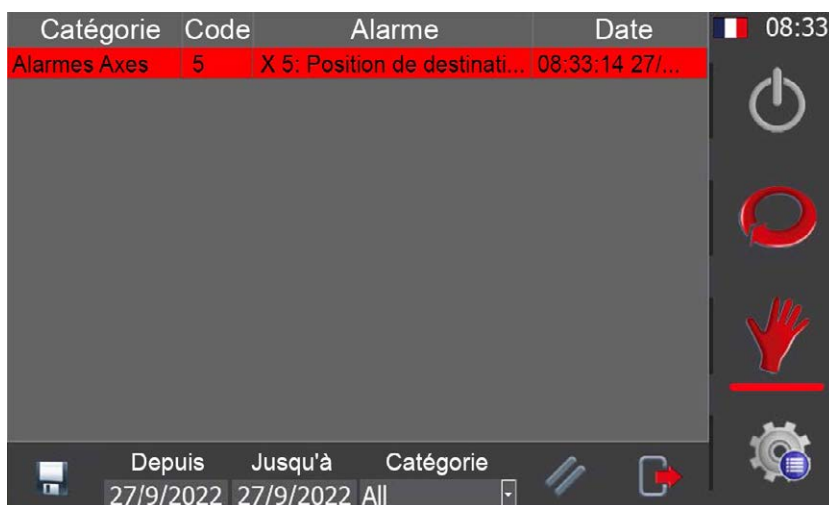 Catégorie Code Alarme Date 08:33
Alarmes Axes 5 X 5: Position de destinati... 08:33:14 27/...
Depuis Jusqu'à Catégorie
27/9/2022 27/9/2022 All